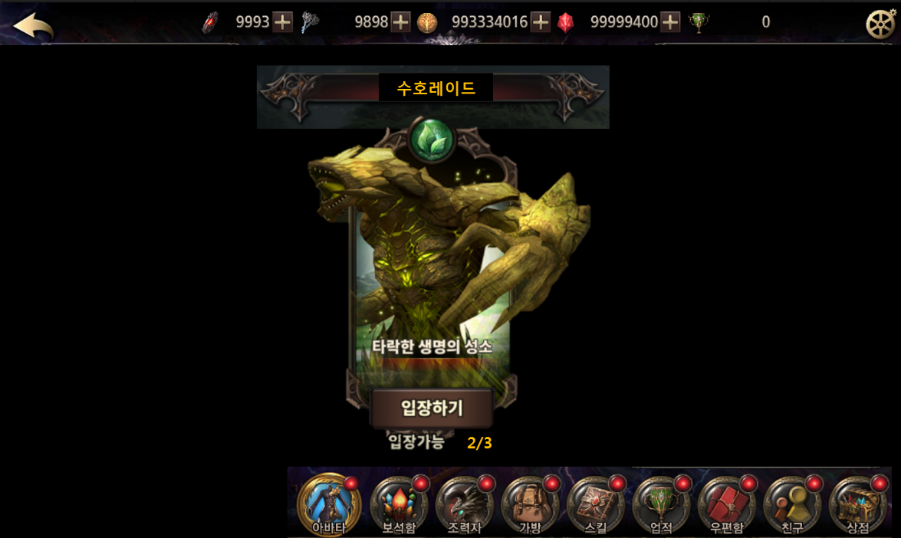 9993 9898 993334016 99999400 0
수호레이드
타락한 생명의 성소
입장하기
입장가능 2/3
아바타 보석함 조력자 가방 스킬 업적 우편함 친구 상점